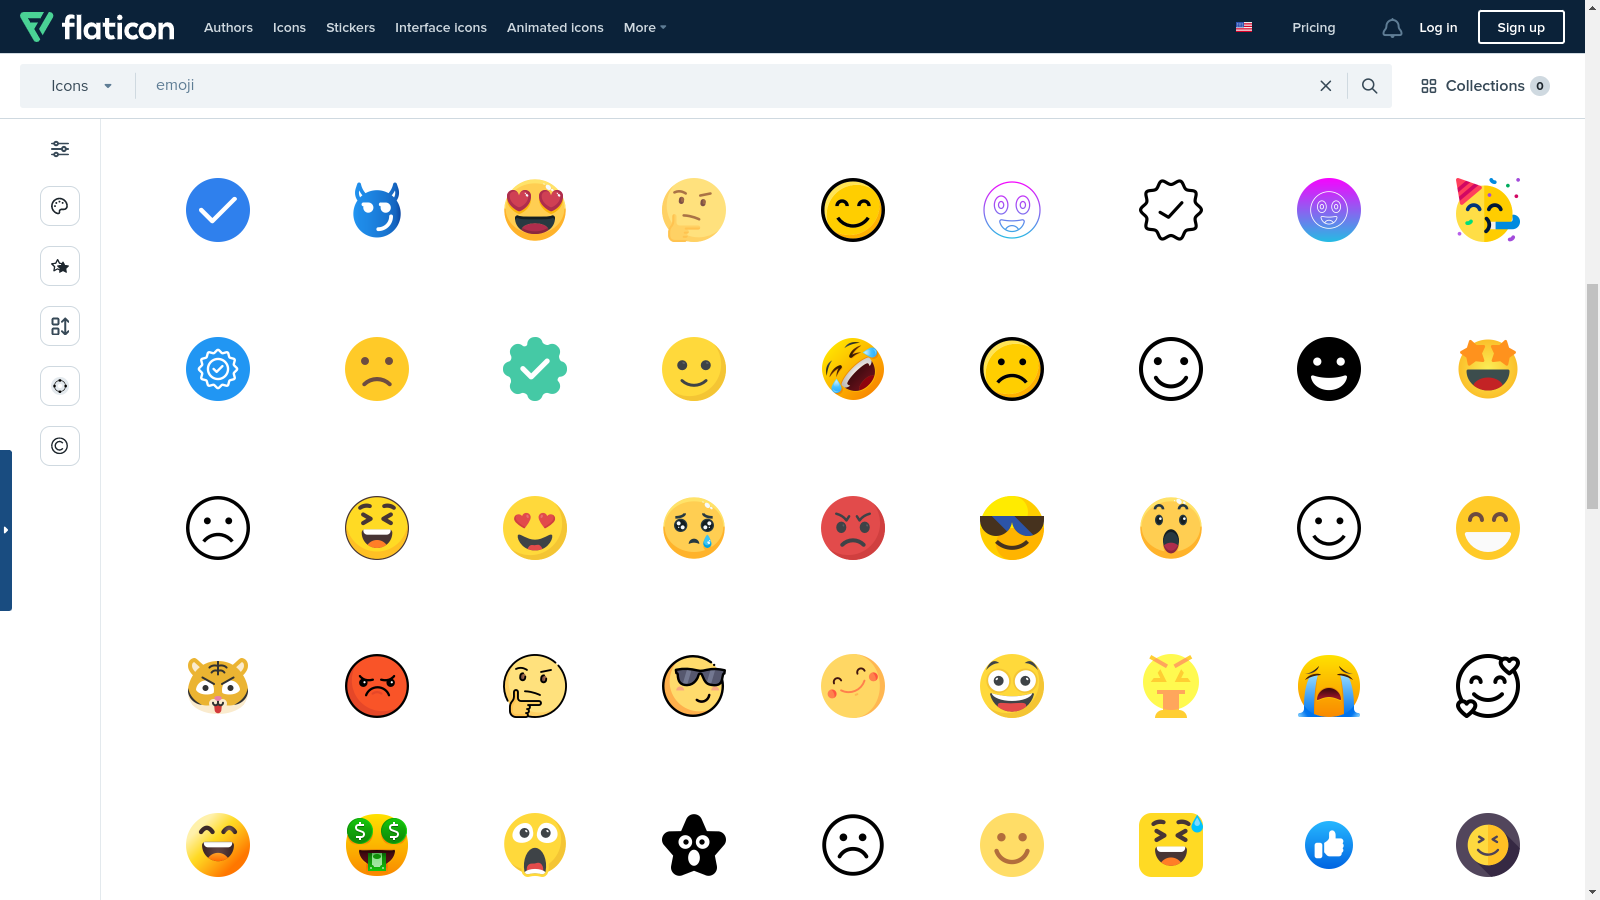 flaticon Authors Icons Stickers Interface icons Animated icons More Pricing Log in Sign up
Icons emoji Collections 0
$ $